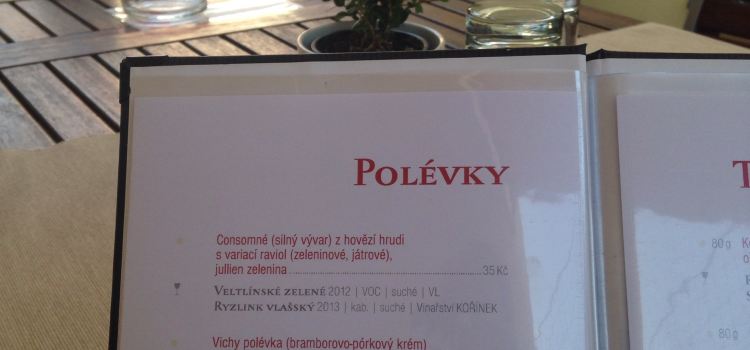 POLÉVKY
Consomné (silný vývar) z hovězí hrudi
s variací raviol (zeleninové, játrové),
jullien zelenina 35 Kč
VELTLÍNSKÉ ZELENÉ 2012 | VOC | suché | VL
RYZLINK VLAŠSKÝ 2013 | kab. | suché | Vinařství KOŘÍNEK
Vichy polévka (bramborovo-pórkový krém)
80 g
80 g